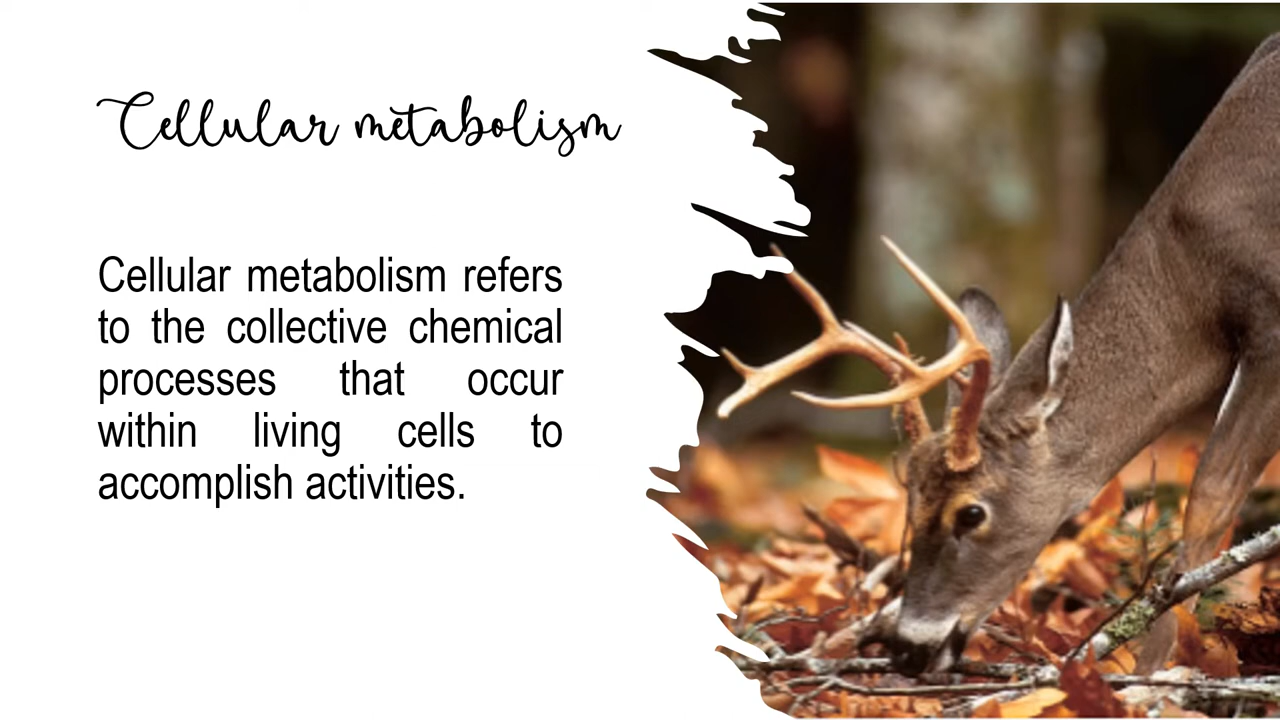 Cellular metabolism
Cellular metabolism refers
to the collective chemical
processes that occur
within living cells to
accomplish activities.